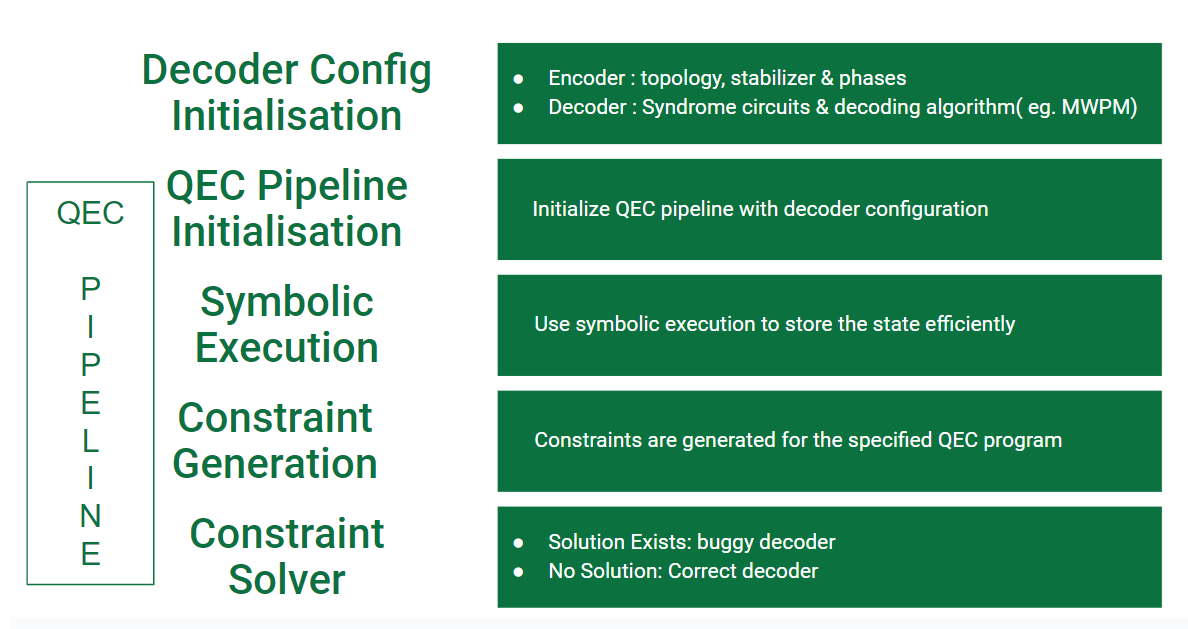 Decoder Config
Initialisation
● Encoder : topology, stabilizer & phases
● Decoder : Syndrome circuits & decoding algorithm( eg. MWPM)
QEC
P
I
P
E
L
I
N
E
QEC Pipeline
Initialisation
Initialize QEC pipeline with decoder configuration
Symbolic
Execution
Use symbolic execution to store the state efficiently
Constraint
Generation
Constraints are generated for the specified QEC program
Constraint
Solver
● Solution Exists: buggy decoder
● No Solution: Correct decoder